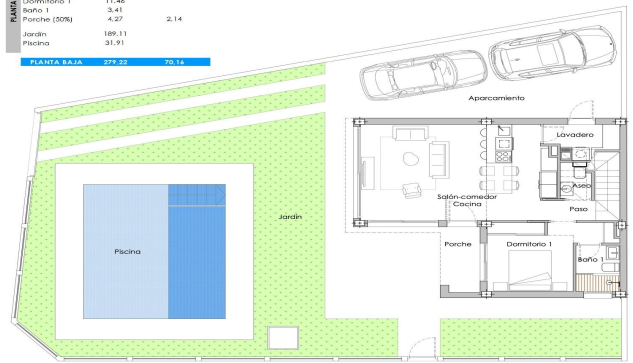 PLANTA
Dormitorio 1 11,46
Baño 1 3,41
Porche (50%) 4,27 2,14
Jardín 189,11
Piscina 31,91
PLANTA BAJA 279,22 70,16
Aparcamiento
Lavadero
Aseo
Salón-comedor
Cocina
Paso
Jardín
Porche
Dormitorio 1
Piscina
Baño 1